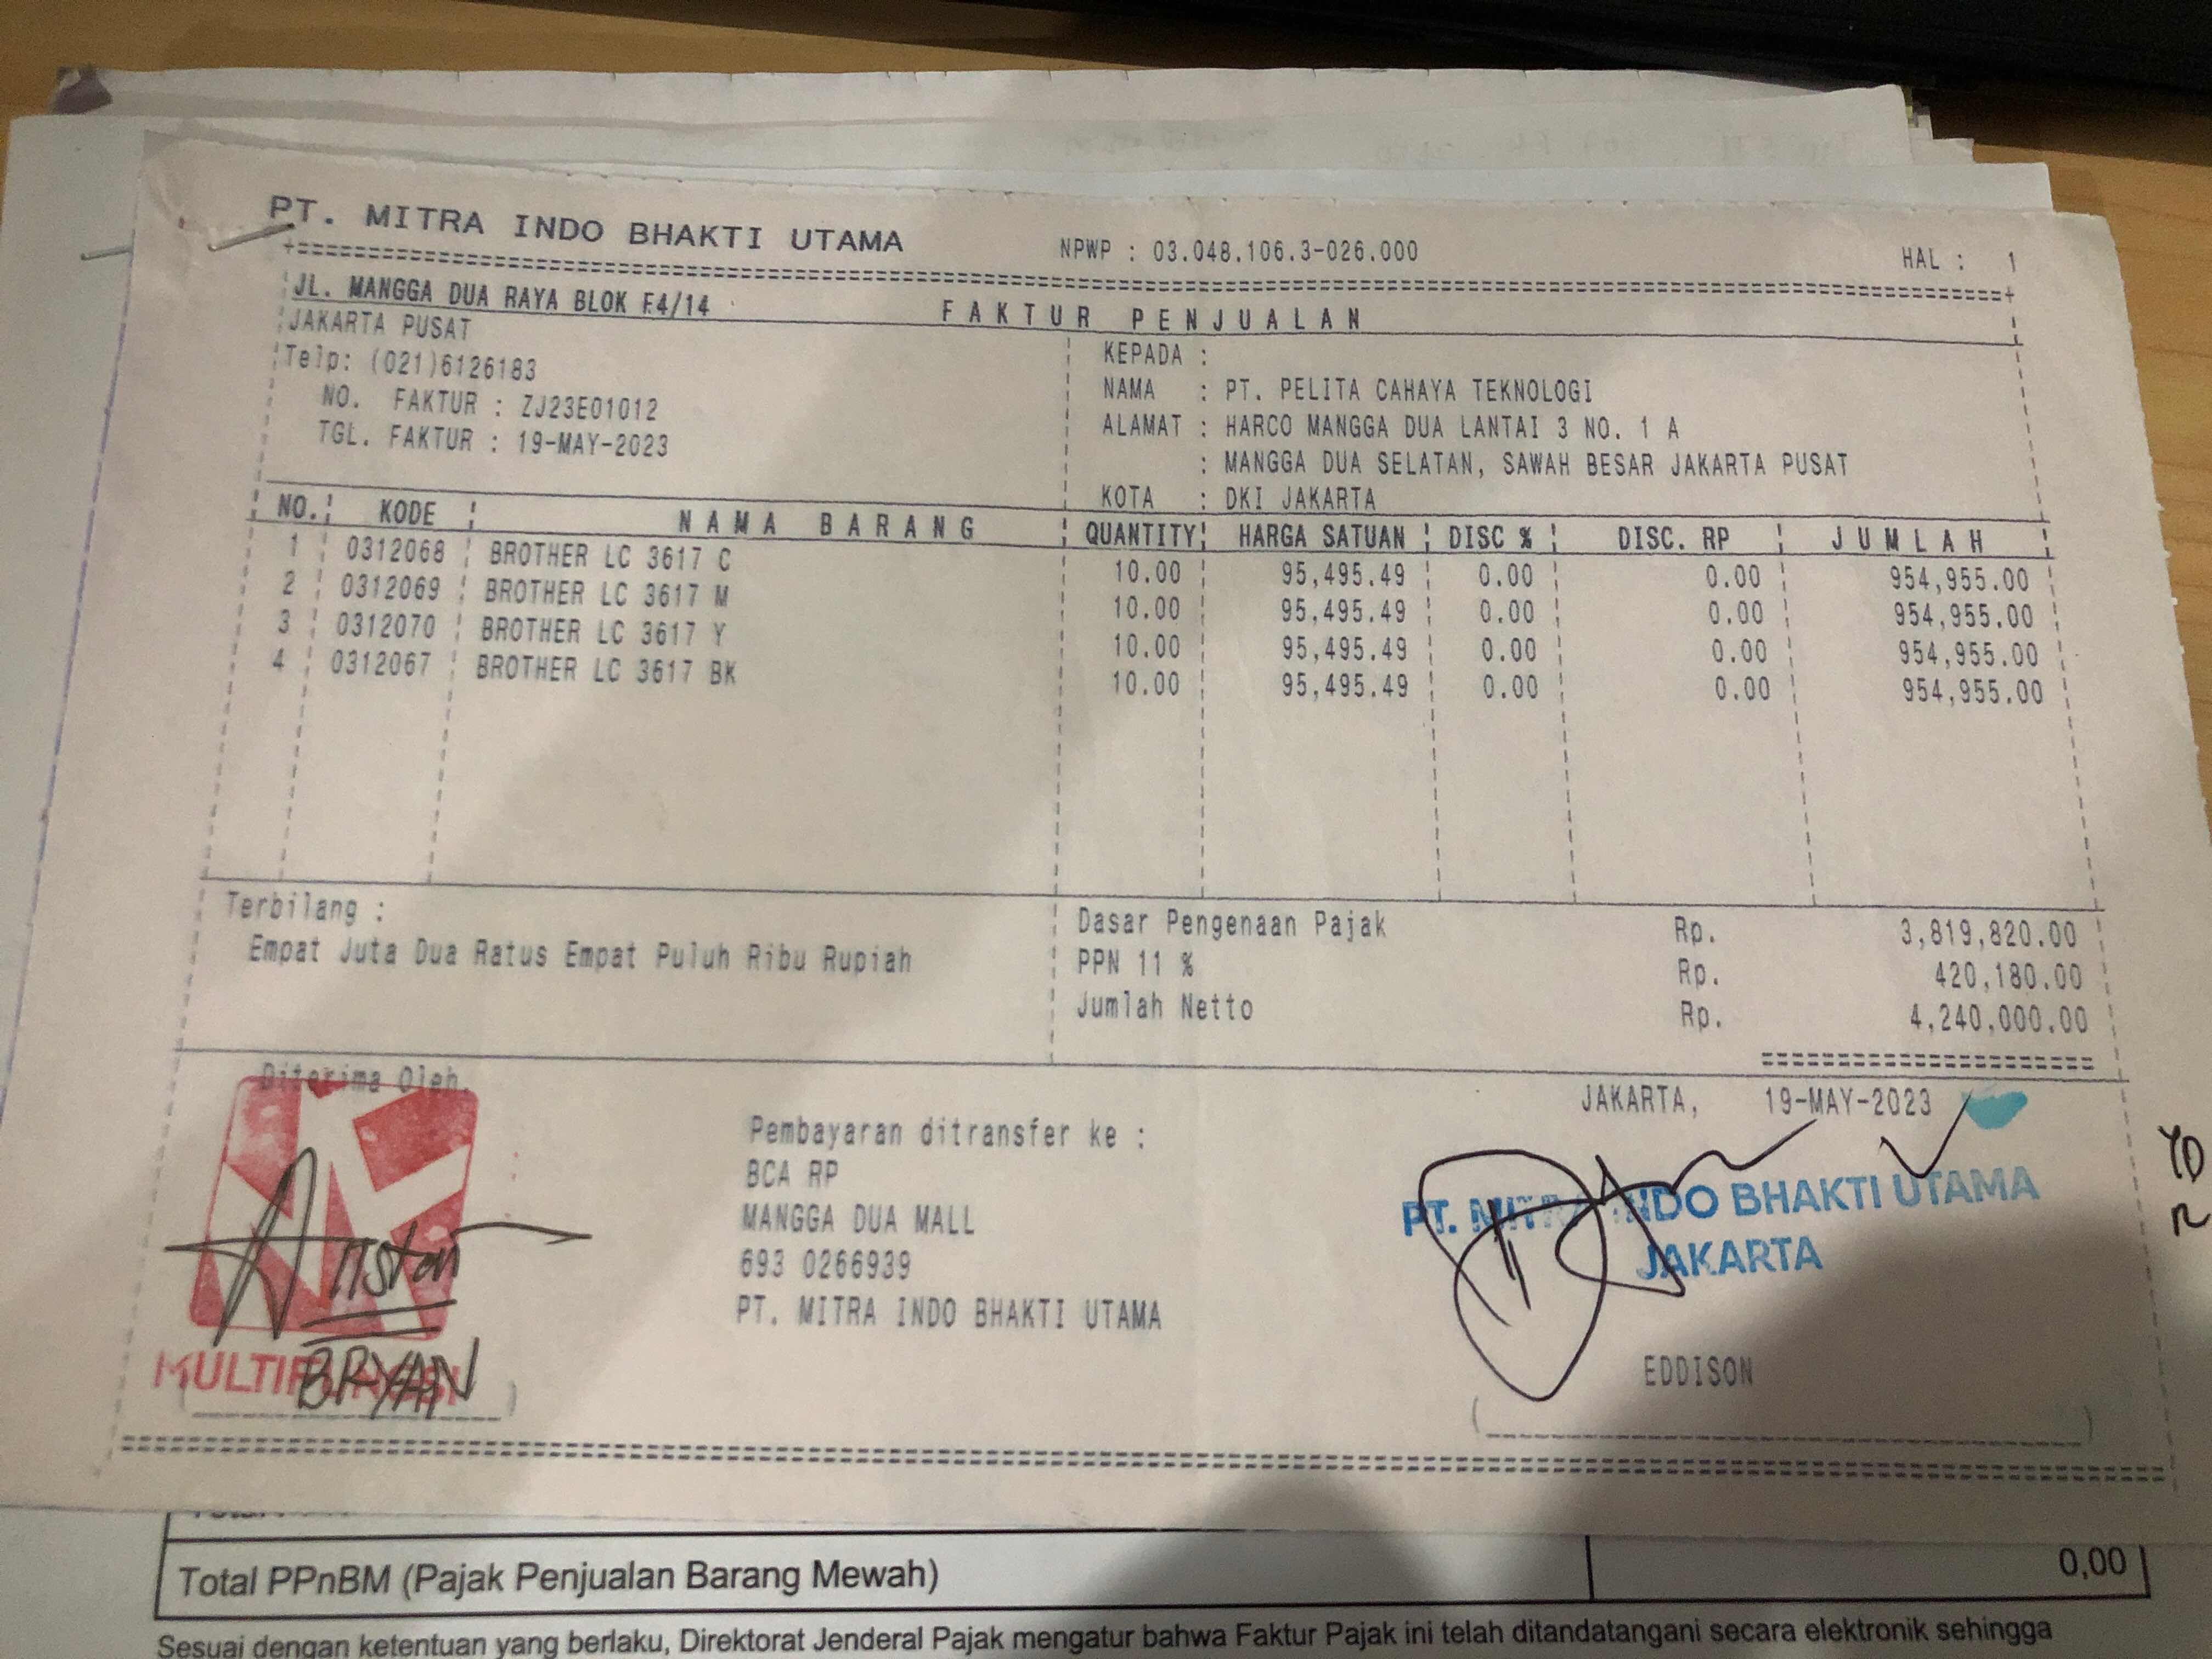 PT. MITRA INDO BHAKTI UTAMA NPWP : 03.048.106.3-026.000 HAL : 1
JL. MANGGA DUA RAYA BLOK F4/14
JAKARTA PUSAT
Telp: (021)6126183
NO. FAKTUR : ZJ23E01012
TGL. FAKTUR : 19-MAY-2023
FAKTUR PENJUALAN
KEPADA :
NAMA : PT. PELITA CAHAYA TEKNOLOGI
ALAMAT : HARCO MANGGA DUA LANTAI 3 NO. 1 A
: MANGGA DUA SELATAN, SAWAH BESAR JAKARTA PUSAT
KOTA : DKI JAKARTA
NO. KODE NAMA BARANG QUANTITY HARGA SATUAN DISC % DISC. RP JUMLAH
1 0312068 BROTHER LC 3617 C 10.00 95,495.49 0.00 0.00 954,955.00
2 0312069 BROTHER LC 3617 M 10.00 95,495.49 0.00 0.00 954,955.00
3 0312070 BROTHER LC 3617 Y 10.00 95,495.49 0.00 0.00 954,955.00
4 0312067 BROTHER LC 3617 BK 10.00 95,495.49 0.00 0.00 954,955.00
Terbilang :
Empat Juta Dua Ratus Empat Puluh Ribu Rupiah
Dasar Pengenaan Pajak Rp. 3,819,820.00
PPN 11 % Rp. 420,180.00
Jumlah Netto Rp. 4,240,000.00
Diterima Oleh,
BRYAN
Pembayaran ditransfer ke :
BCA RP
MANGGA DUA MALL
693 0266939
PT. MITRA INDO BHAKTI UTAMA
JAKARTA, 19-MAY-2023
PT. MITRA INDO BHAKTI UTAMA
JAKARTA
EDDISON
Total PPnBM (Pajak Penjualan Barang Mewah) 0,00
Sesuai dengan ketentuan yang berlaku, Direktorat Jenderal Pajak mengatur bahwa Faktur Pajak ini telah ditandatangani secara elektronik sehingga